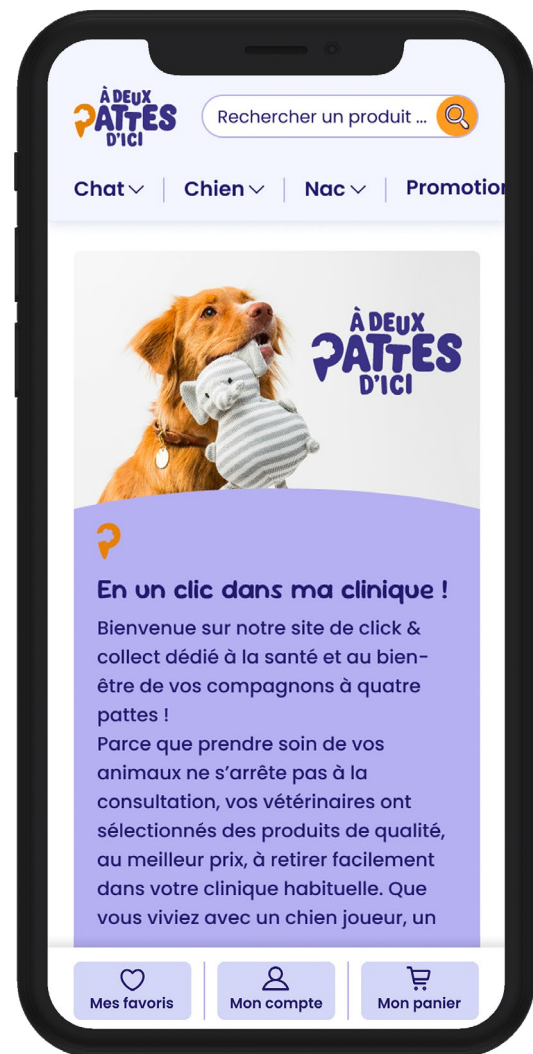 À DEUX
PATTES
D'ICI
Rechercher un produit ...
Chat
Chien
Nac
Promotion
À DEUX
PATTES
D'ICI
En un clic dans ma clinique !
Bienvenue sur notre site de click &
collect dédié à la santé et au bien-
être de vos compagnons à quatre
pattes !
Parce que prendre soin de vos
animaux ne s’arrête pas à la
consultation, vos vétérinaires ont
sélectionnés des produits de qualité,
au meilleur prix, à retirer facilement
dans votre clinique habituelle. Que
vous viviez avec un chien joueur, un
Mes favoris
Mon compte
Mon panier